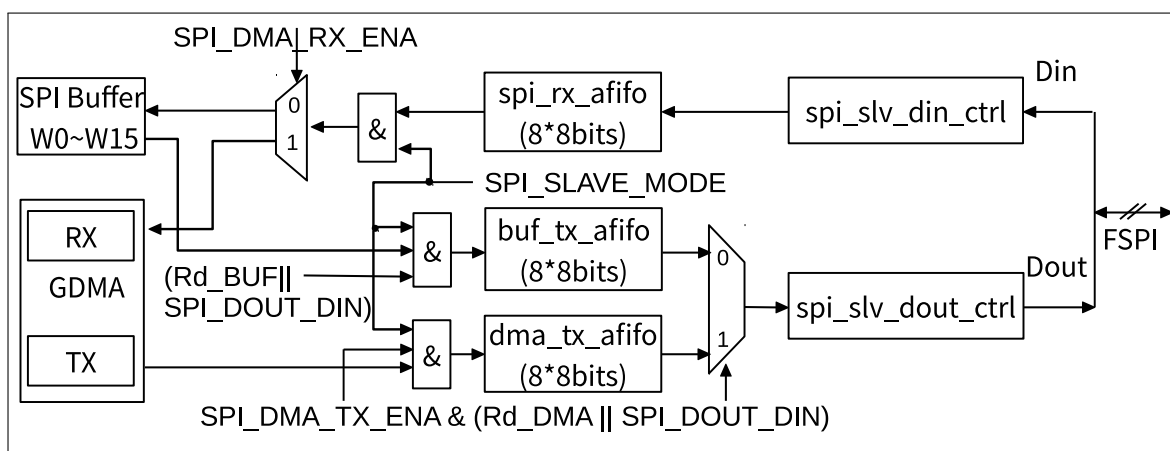 SPI_DMA_RX_ENA
SPI Buffer
W0~W15
0
1
&
spi_rx_afifo
(8*8bits)
spi_slv_din_ctrl
Din
SPI_SLAVE_MODE
RX
GDMA
TX
(Rd_BUF||
SPI_DOUT_DIN)
&
buf_tx_afifo
(8*8bits)
&
dma_tx_afifo
(8*8bits)
0
1
spi_slv_dout_ctrl
Dout
FSPI
SPI_DMA_TX_ENA & (Rd_DMA || SPI_DOUT_DIN)